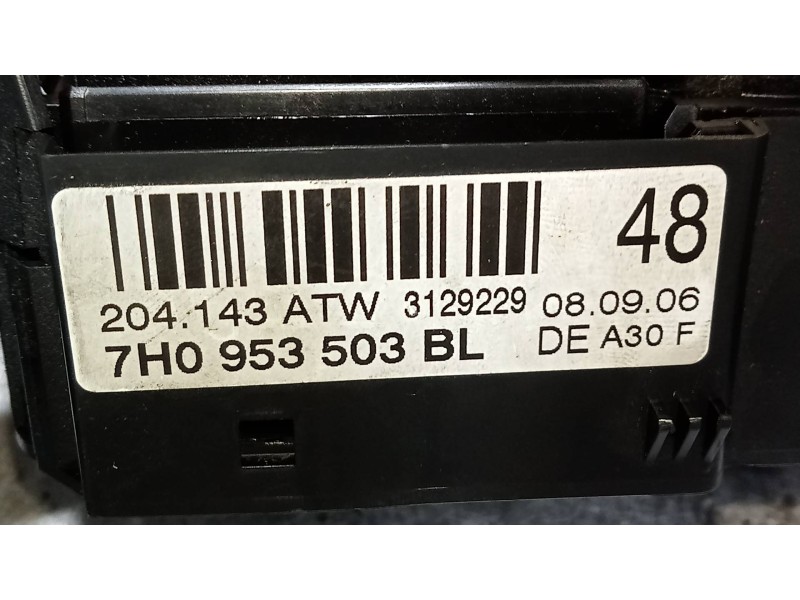 48
204.143 ATW 3129229 08.09.06
7H0 953 503 BL DE A30 F